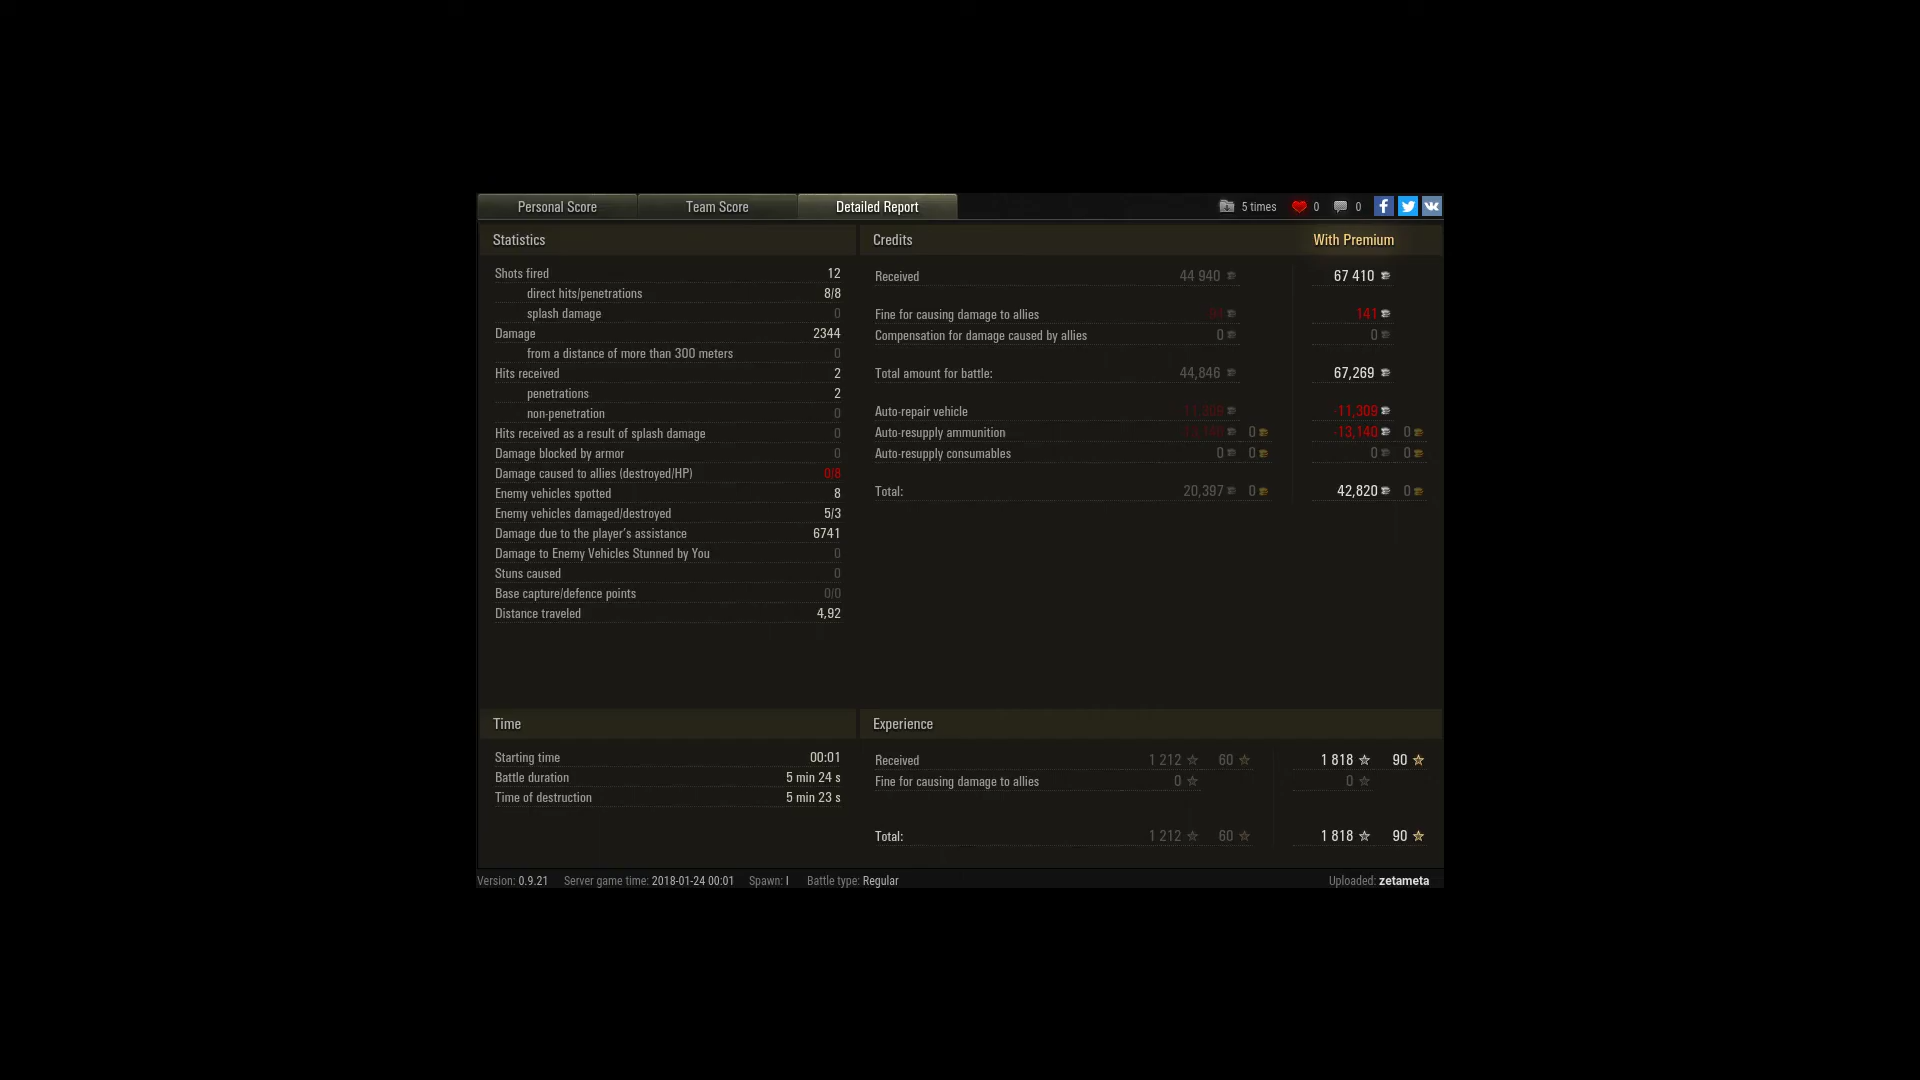 Personal Score Team Score Detailed Report 5 times 0 0
Statistics
Shots fired 12
direct hits/penetrations 8/8
splash damage 0
Damage 2344
from a distance of more than 300 meters 0
Hits received 2
penetrations 2
non-penetration 0
Hits received as a result of splash damage 0
Damage blocked by armor 0
Damage caused to allies (destroyed/HP) 0/8
Enemy vehicles spotted 8
Enemy vehicles damaged/destroyed 5/3
Damage due to the player's assistance 6741
Damage to Enemy Vehicles Stunned by You 0
Stuns caused 0
Base capture/defence points 0/0
Distance traveled 4,92
Credits With Premium
Received 44 940 67 410
Fine for causing damage to allies 141
Compensation for damage caused by allies 0 0
Total amount for battle: 44,846 67,269
Auto-repair vehicle -11,309 -11,309
Auto-resupply ammunition 0 -13,140 0
Auto-resupply consumables 0 0 0 0
Total: 20,397 0 42,820 0
Time
Starting time 00:01
Battle duration 5 min 24 s
Time of destruction 5 min 23 s
Experience
Received 1 212 60 1 818 90
Fine for causing damage to allies 0 0
Total: 1 212 60 1 818 90
Version: 0.9.21 Server game time: 2018-01-24 00:01 Spawn: I Battle type: Regular Uploaded: zetameta